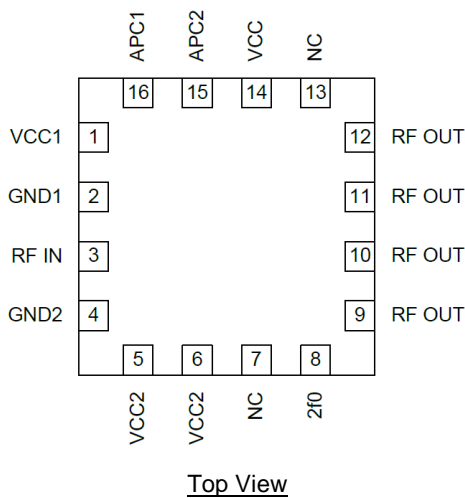 APC1 APC2 VCC NC
16 15 14 13
VCC1 1 12 RF OUT
GND1 2 11 RF OUT
RF IN 3 10 RF OUT
GND2 4 9 RF OUT
5 6 7 8
VCC2 VCC2 NC 2f0
Top View